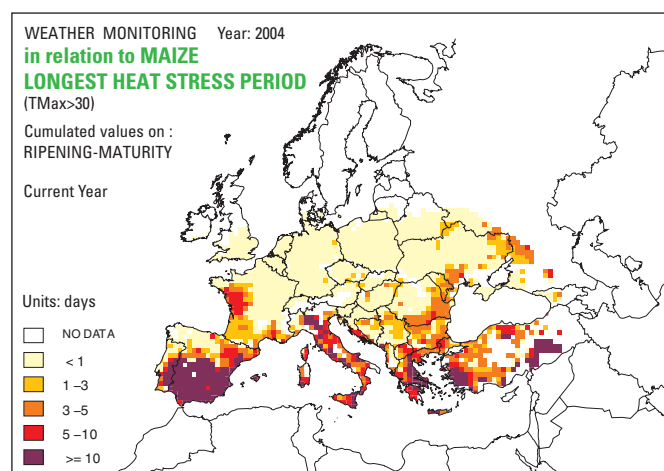 WEATHER MONITORING Year: 2004
in relation to MAIZE
LONGEST HEAT STRESS PERIOD
(TMax>30)
Cumulated values on :
RIPENING-MATURITY
Current Year
Units: days
NO DATA
< 1
1 –3
3 –5
5 –10
>= 10